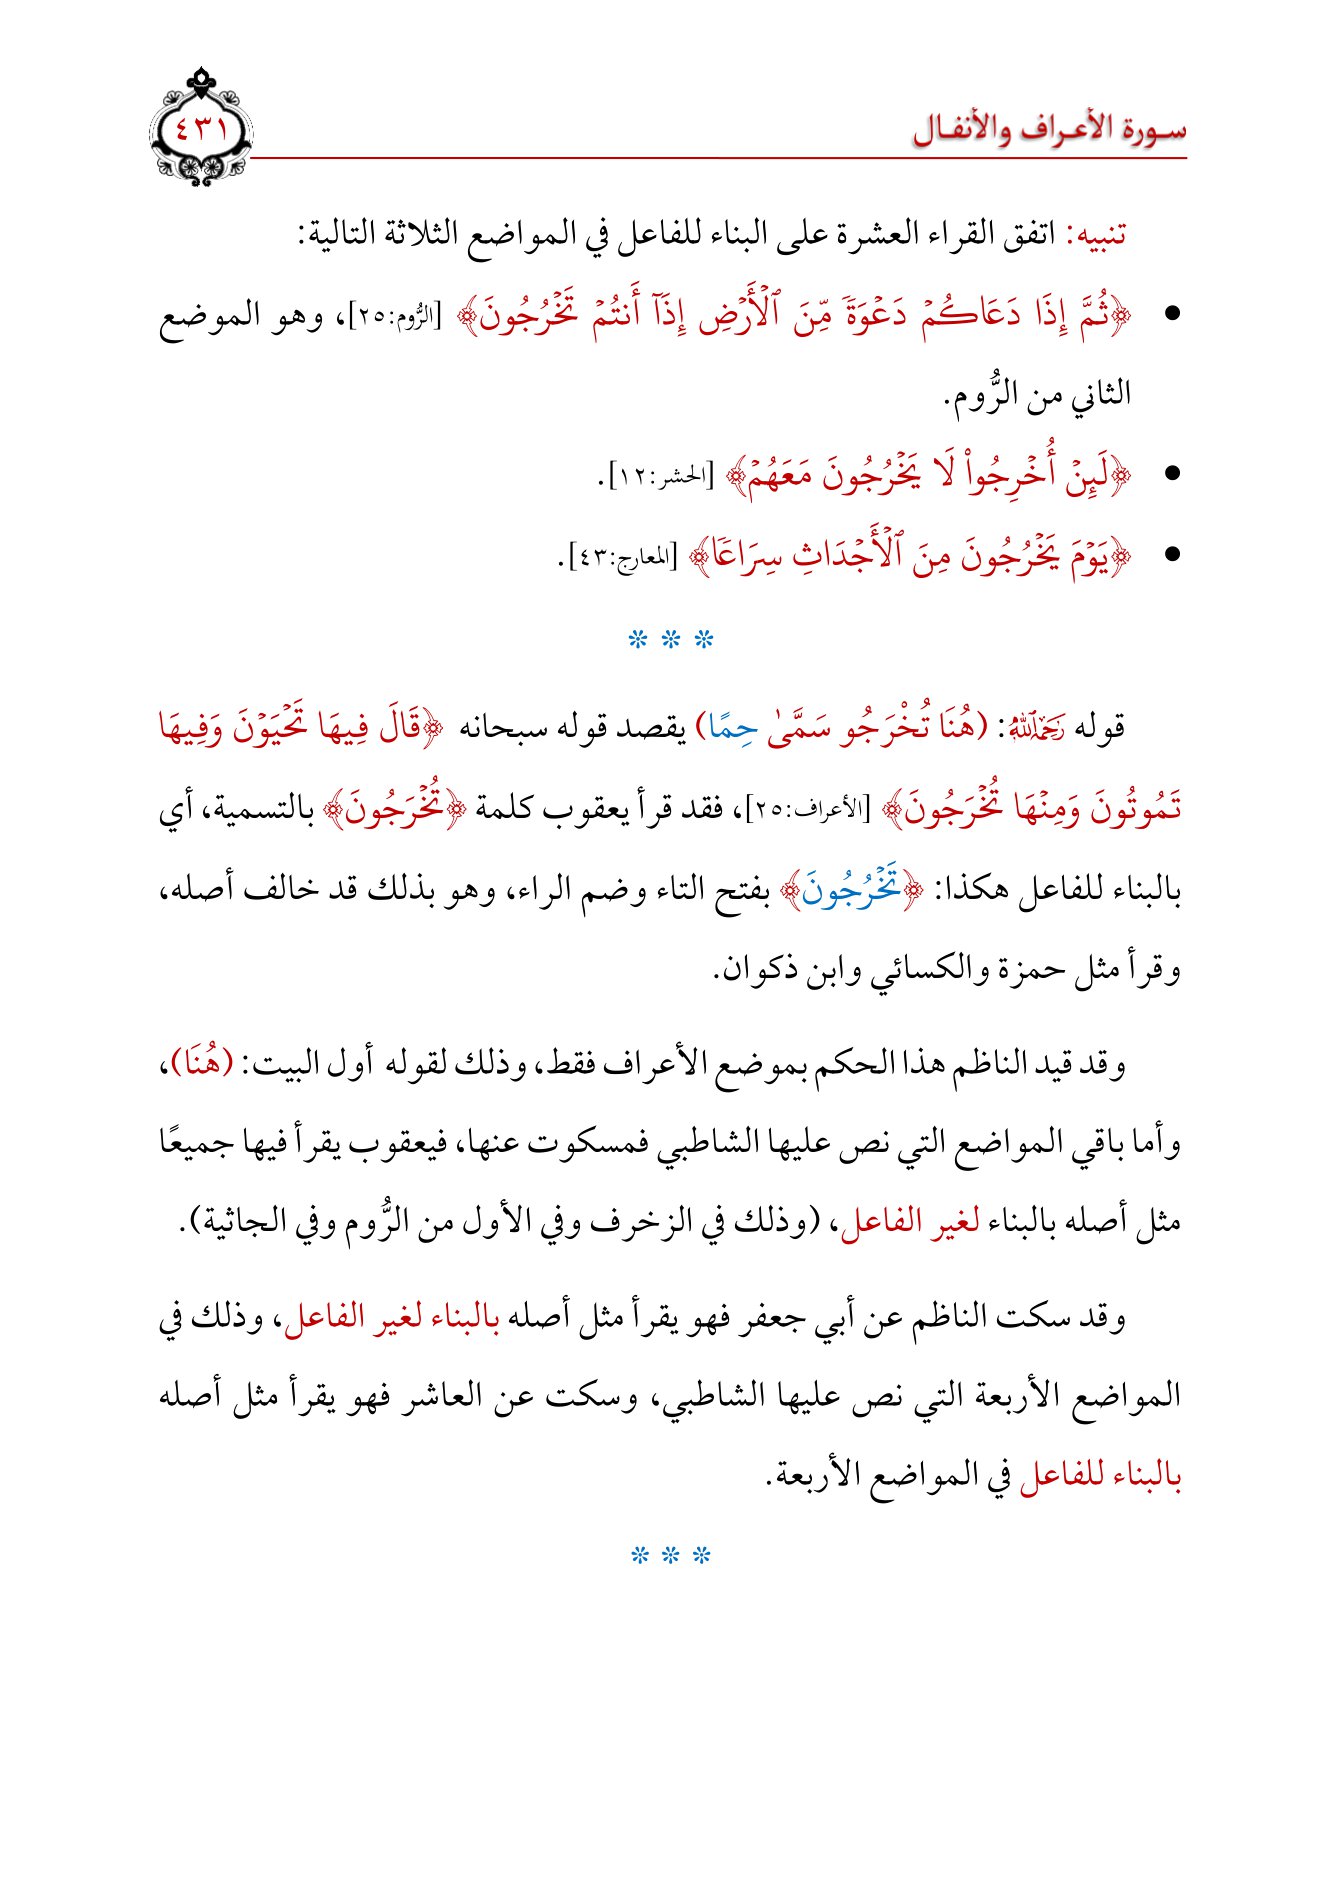 سورة الأعراف والأنفال
٤٣١
تنبيه: اتفق القراء العشرة على البناء للفاعل في المواضع الثلاثة التالية:
• ﴿ثُمَّ إِذَا دَعَاكُمۡ دَعۡوَةٗ مِّنَ ٱلۡأَرۡضِ إِذَآ أَنتُمۡ تَخۡرُجُونَ﴾ [الرُّوم:٢٥]، وهو الموضع
الثاني من الرُّوم.
• ﴿لَئِنۡ أُخۡرِجُواْ لَا يَخۡرُجُونَ مَعَهُمۡ﴾ [الحشر:١٢].
• ﴿يَوۡمَ يَخۡرُجُونَ مِنَ ٱلۡأَجۡدَاثِ سِرَاعٗا﴾ [المعارج:٤٣].
* * *
قوله رَحِمَهُ ٱللَّهُ: (هُنَا تُخْرَجُو سَمَّىٰ حِمًا) يقصد قوله سبحانه ﴿قَالَ فِيهَا تَحۡيَوۡنَ وَفِيهَا
تَمُوتُونَ وَمِنۡهَا تُخۡرَجُونَ﴾ [الأعراف:٢٥]، فقد قرأ يعقوب كلمة ﴿تُخۡرَجُونَ﴾ بالتسمية، أي
بالبناء للفاعل هكذا: ﴿تَخۡرُجُونَ﴾ بفتح التاء وضم الراء، وهو بذلك قد خالف أصله،
وقرأ مثل حمزة والكسائي وابن ذكوان.
وقد قيد الناظم هذا الحكم بموضع الأعراف فقط، وذلك لقوله أول البيت: (هُنَا)،
وأما باقي المواضع التي نص عليها الشاطبي فمسكوت عنها، فيعقوب يقرأ فيها جميعًا
مثل أصله بالبناء لغير الفاعل، (وذلك في الزخرف وفي الأول من الرُّوم وفي الجاثية).
وقد سكت الناظم عن أبي جعفر فهو يقرأ مثل أصله بالبناء لغير الفاعل، وذلك في
المواضع الأربعة التي نص عليها الشاطبي، وسكت عن العاشر فهو يقرأ مثل أصله
بالبناء للفاعل في المواضع الأربعة.
* * *